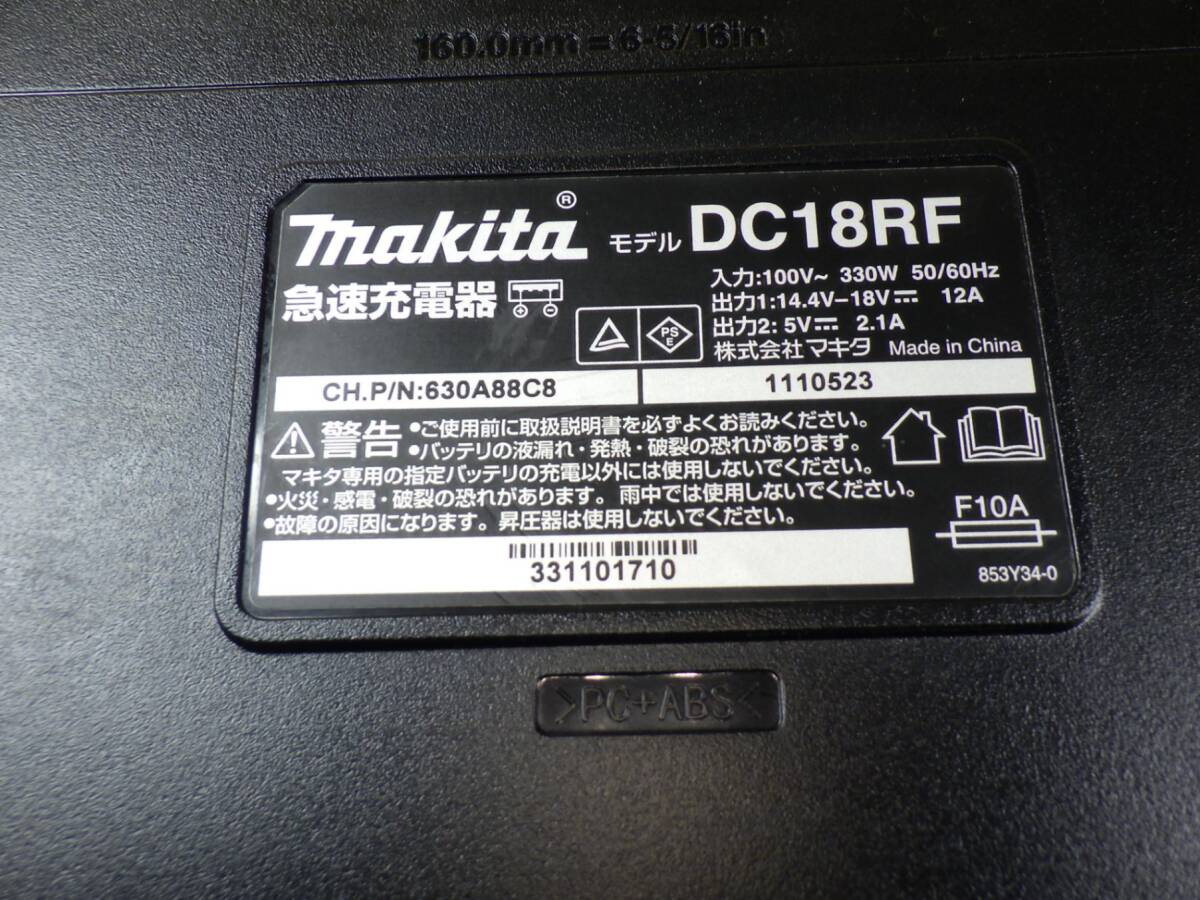 160.0mm = 6-5/16in
makita®
モデル DC18RF
急速充電器
入力:100V~ 330W 50/60Hz
出力1:14.4V-18V⎓ 12A
出力2: 5V⎓ 2.1A
株式会社マキタ Made in China
PS
E
CH.P/N:630A88C8
1110523
警告 •ご使用前に取扱説明書を必ずよくお読みください。
•バッテリの液漏れ・発熱・破裂の恐れがあります。
マキタ専用の指定バッテリの充電以外には使用しないでください。
•火災・感電・破裂の恐れがあります。雨中では使用しないでください。
•故障の原因になります。昇圧器は使用しないでください。
F10A
331101710
853Y34-0
>PC+ABS<